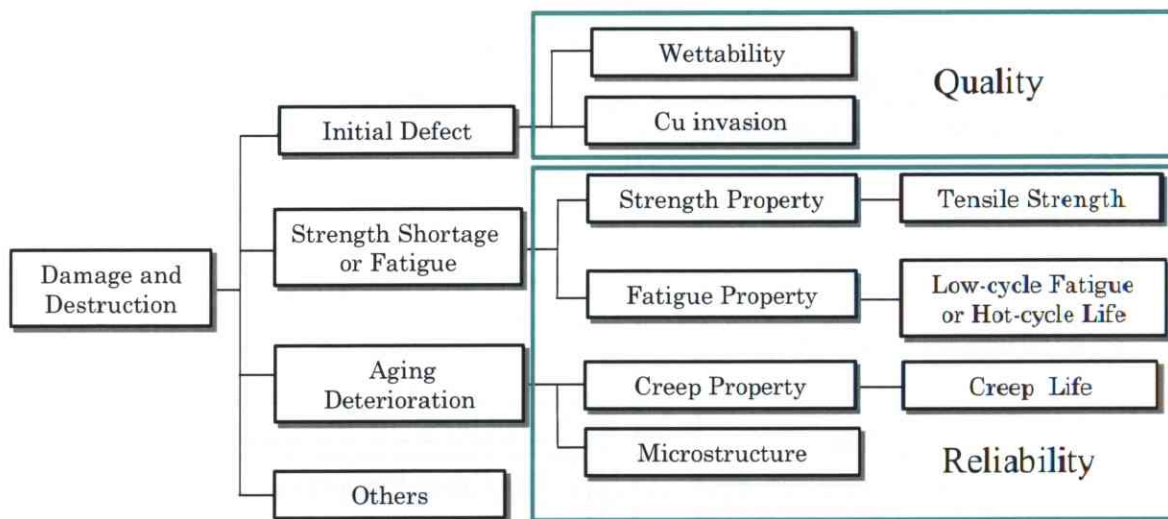 Wettability
Quality
Initial Defect
Cu invasion
Strength Property
Tensile Strength
Strength Shortage
or Fatigue
Damage and
Destruction
Fatigue Property
Low-cycle Fatigue
or Hot-cycle Life
Aging
Deterioration
Creep Property
Creep Life
Microstructure
Reliability
Others